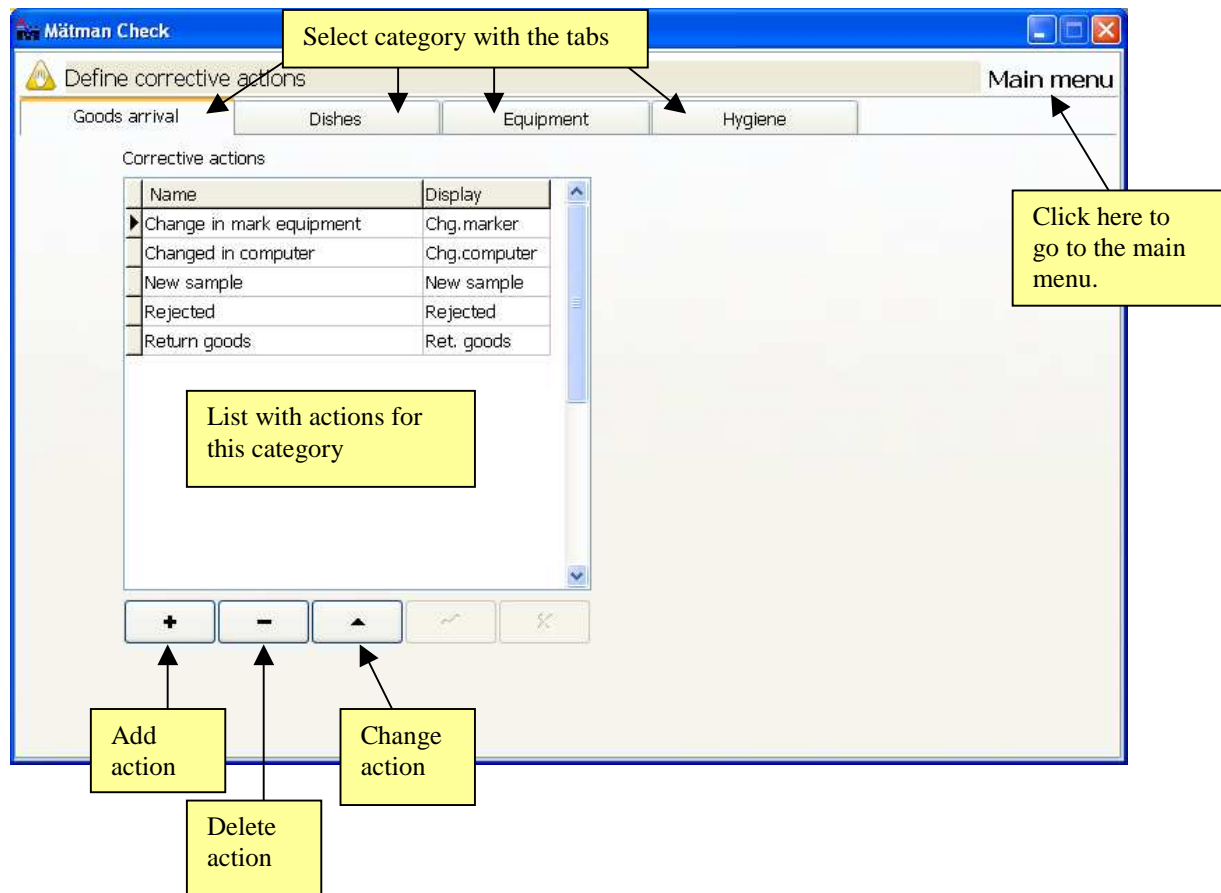 Mätman Check
Select category with the tabs
Define corrective actions
Main menu
Goods arrival
Dishes
Equipment
Hygiene
Corrective actions
Name Display
Change in mark equipment Chg.marker
Changed in computer Chg.computer
New sample New sample
Rejected Rejected
Return goods Ret. goods
Click here to
go to the main
menu.
List with actions for
this category
Add
action
Change
action
Delete
action